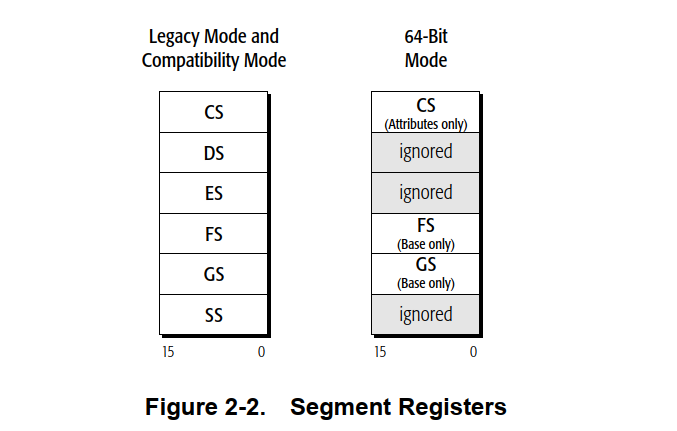 Legacy Mode and
Compatibility Mode
64-Bit
Mode
CS
DS
ES
FS
GS
SS
15 0
CS
(Attributes only)
ignored
ignored
FS
(Base only)
GS
(Base only)
ignored
15 0
Figure 2-2. Segment Registers